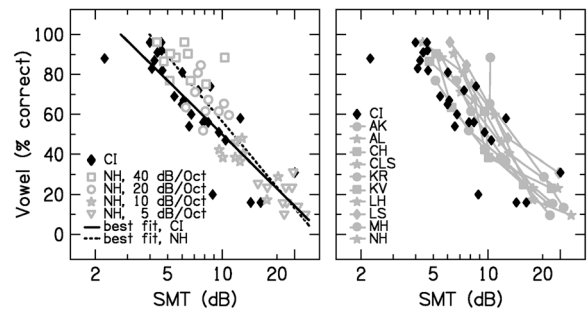 Vowel (% correct)
100
80
60
40
20
0
CI
NH, 40 dB/Oct
NH, 20 dB/Oct
NH, 10 dB/Oct
NH, 5 dB/Oct
best fit, CI
best fit, NH
2
5
10
20
SMT (dB)
CI
AK
AL
CH
CLS
KR
KV
LH
LS
MH
NH
2
5
10
20
SMT (dB)